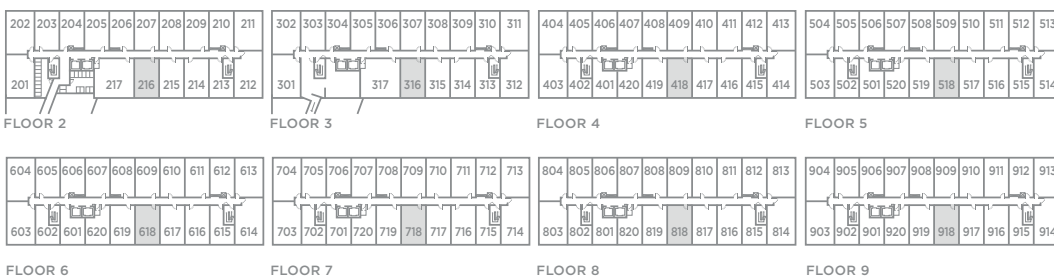 202 203 204 205 206 207 208 209 210 211
201 217 216 215 214 213 212
FLOOR 2
302 303 304 305 306 307 308 309 310 311
301 317 316 315 314 313 312
FLOOR 3
404 405 406 407 408 409 410 411 412 413
403 402 401 420 419 418 417 416 415 414
FLOOR 4
504 505 506 507 508 509 510 511 512 513
503 502 501 520 519 518 517 516 515 514
FLOOR 5
604 605 606 607 608 609 610 611 612 613
603 602 601 620 619 618 617 616 615 614
FLOOR 6
704 705 706 707 708 709 710 711 712 713
703 702 701 720 719 718 717 716 715 714
FLOOR 7
804 805 806 807 808 809 810 811 812 813
803 802 801 820 819 818 817 816 815 814
FLOOR 8
904 905 906 907 908 909 910 911 912 913
903 902 901 920 919 918 917 916 915 914
FLOOR 9